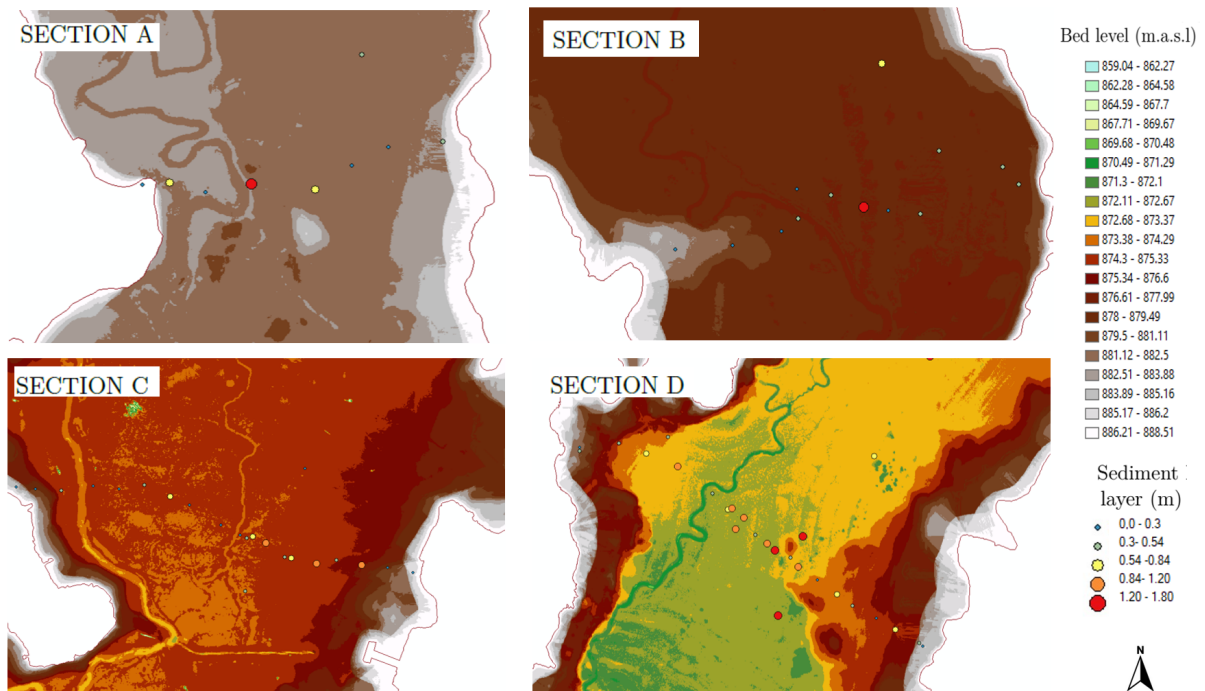 SECTION A
SECTION B
SECTION C
SECTION D
Bed level (m.a.s.l)
859.04 - 862.27
862.28 - 864.58
864.59 - 867.7
867.71 - 869.67
869.68 - 870.48
870.49 - 871.29
871.3 - 872.1
872.11 - 872.67
872.68 - 873.37
873.38 - 874.29
874.3 - 875.33
875.34 - 876.6
876.61 - 877.99
878 - 879.49
879.5 - 881.11
881.12 - 882.5
882.51 - 883.88
883.89 - 885.16
885.17 - 886.2
886.21 - 888.51
Sediment
layer (m)
0.0 - 0.3
0.3- 0.54
0.54 -0.84
0.84- 1.20
1.20 - 1.80
N